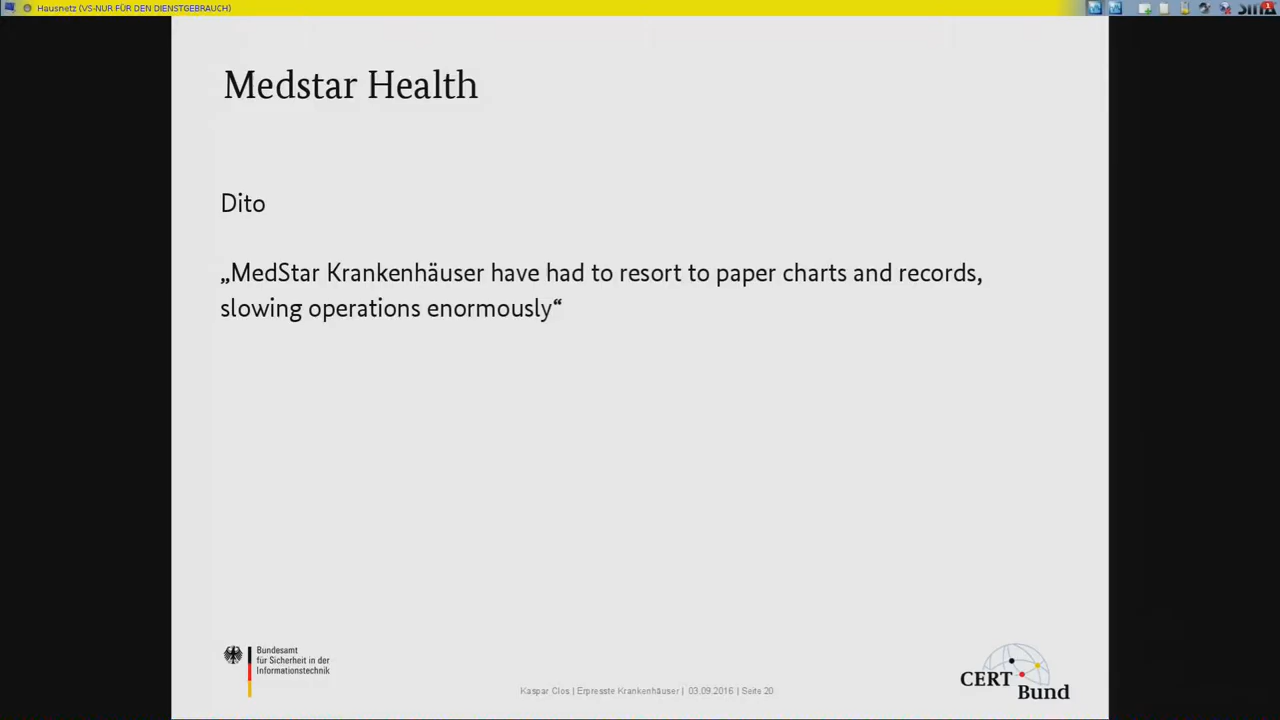 Hausnetz (VS-NUR FÜR DEN DIENSTGEBRAUCH)
Medstar Health
Dito
„MedStar Krankenhäuser have had to resort to paper charts and records,
slowing operations enormously“
Bundesamt
für Sicherheit in der
Informationstechnik
Kaspar Clos | Erpresste Krankenhäuser | 03.09.2016 | Seite 20
CERT
Bund